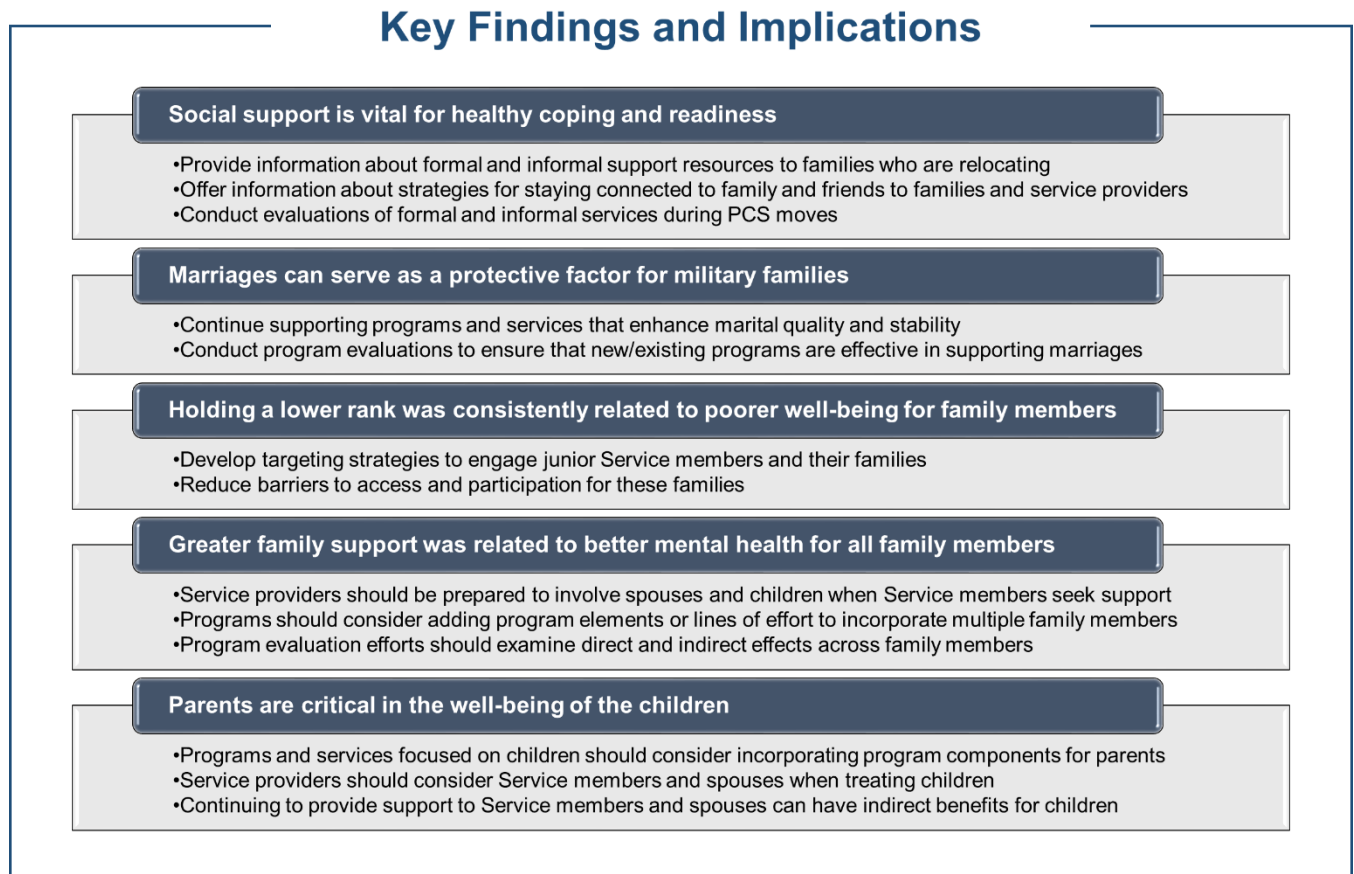 Key Findings and Implications
Social support is vital for healthy coping and readiness
•Provide information about formal and informal support resources to families who are relocating
•Offer information about strategies for staying connected to family and friends to families and service providers
•Conduct evaluations of formal and informal services during PCS moves
Marriages can serve as a protective factor for military families
•Continue supporting programs and services that enhance marital quality and stability
•Conduct program evaluations to ensure that new/existing programs are effective in supporting marriages
Holding a lower rank was consistently related to poorer well-being for family members
•Develop targeting strategies to engage junior Service members and their families
•Reduce barriers to access and participation for these families
Greater family support was related to better mental health for all family members
•Service providers should be prepared to involve spouses and children when Service members seek support
•Programs should consider adding program elements or lines of effort to incorporate multiple family members
•Program evaluation efforts should examine direct and indirect effects across family members
Parents are critical in the well-being of the children
•Programs and services focused on children should consider incorporating program components for parents
•Service providers should consider Service members and spouses when treating children
•Continuing to provide support to Service members and spouses can have indirect benefits for children